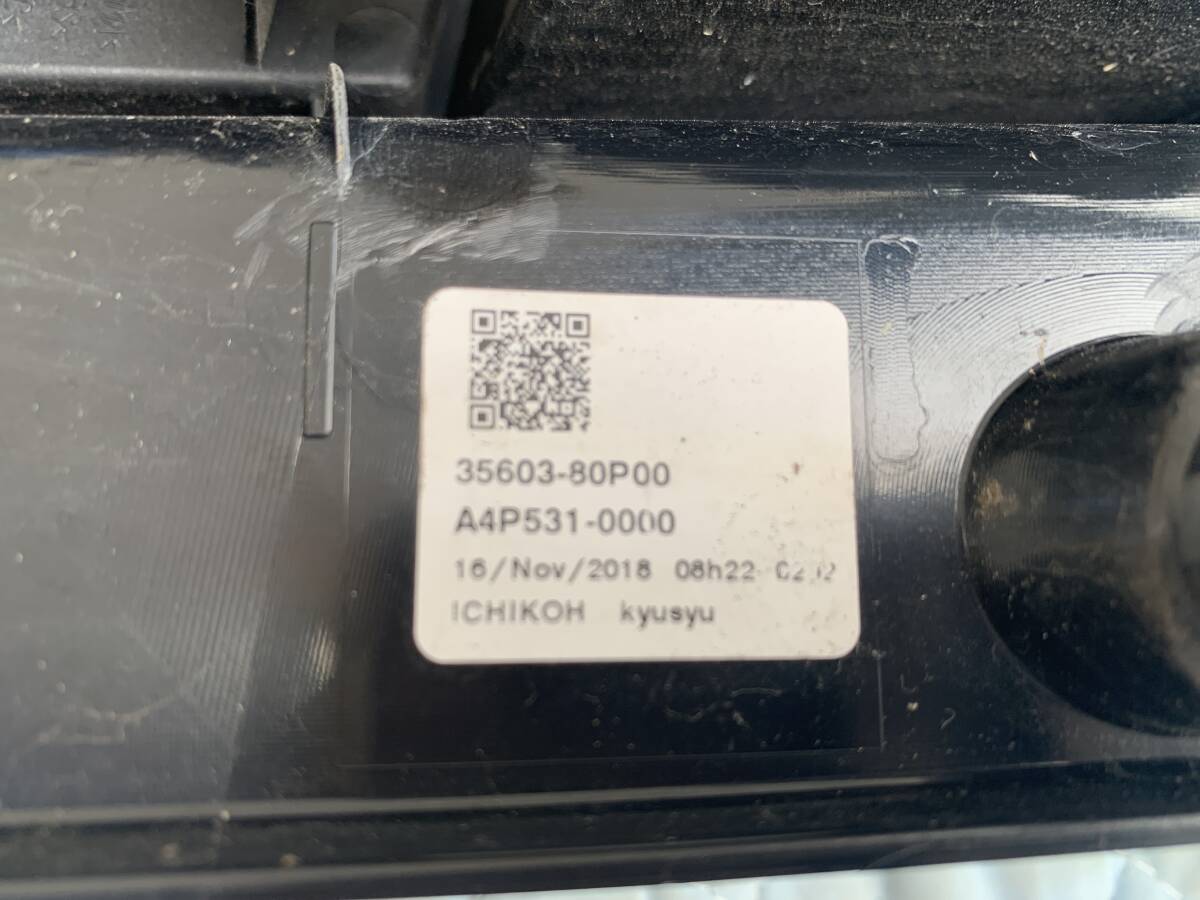 35603-80P00
A4P531-0000
16/Nov/2018 08h22
ICHIKOH kyusyu